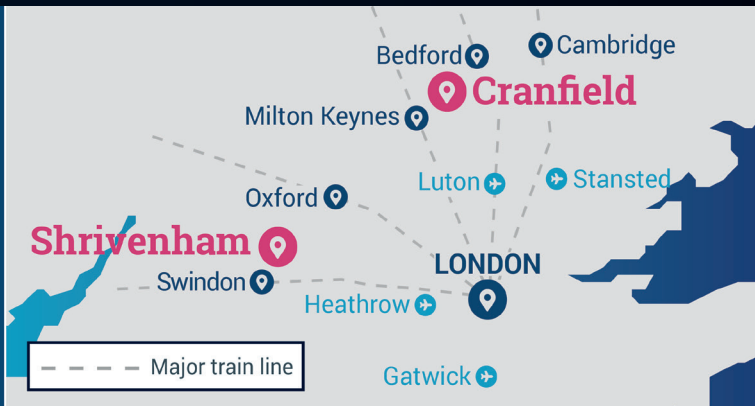 Bedford
Cambridge
Cranfield
Milton Keynes
Luton
Stansted
Oxford
Shrivenham
LONDON
Swindon
Heathrow
Major train line
Gatwick